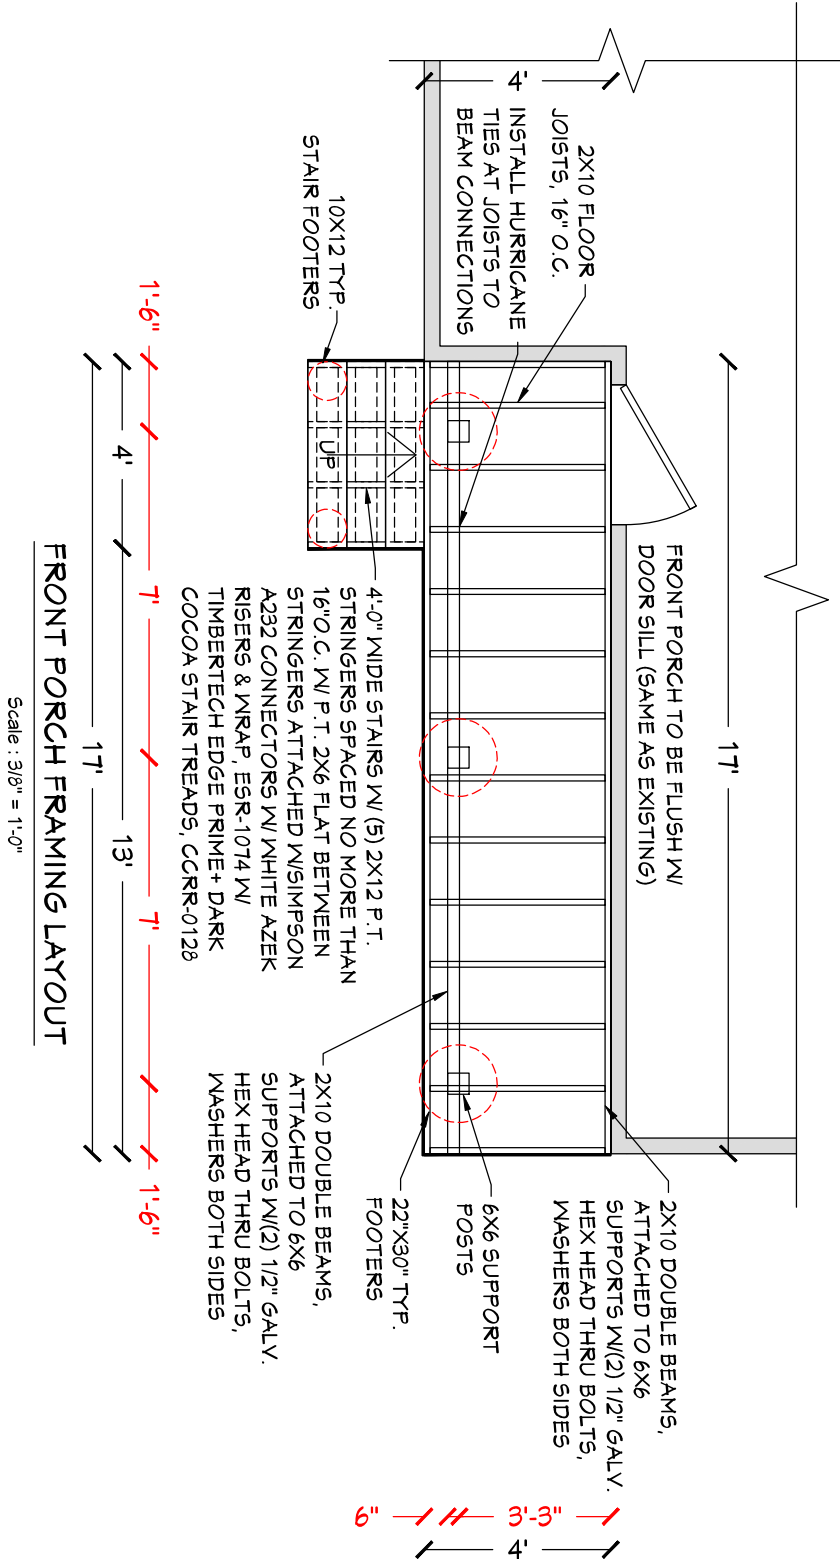 17'
FRONT PORCH TO BE FLUSH W/
DOOR SILL (SAME AS EXISTING)
4'
2X10 FLOOR
JOISTS, 16" O.C.
INSTALL HURRICANE
TIES AT JOISTS TO
BEAM CONNECTIONS
2X10 DOUBLE BEAMS,
ATTACHED TO 6X6
SUPPORTS W/(2) 1/2" GALV.
HEX HEAD THRU BOLTS,
WASHERS BOTH SIDES
3'-3"
6"
4'
6X6 SUPPORT
POSTS
22"X30" TYP.
FOOTERS
10X12 TYP.
STAIR FOOTERS
UP
4'-0" WIDE STAIRS W/ (5) 2X12 P.T.
STRINGERS SPACED NO MORE THAN
16"O.C. W/ P.T. 2X6 FLAT BETWEEN
STRINGERS ATTACHED W/SIMPSON
A232 CONNECTORS W/ WHITE AZEK
RISERS & WRAP, ESR-1074 W/
TIMBERTECH EDGE PRIME+ DARK
COCOA STAIR TREADS, CCRR-0128
2X10 DOUBLE BEAMS,
ATTACHED TO 6X6
SUPPORTS W/(2) 1/2" GALV.
HEX HEAD THRU BOLTS,
WASHERS BOTH SIDES
1'-6"
7'
7'
1'-6"
4'
13'
17'
FRONT PORCH FRAMING LAYOUT
Scale : 3/8" = 1'-0"